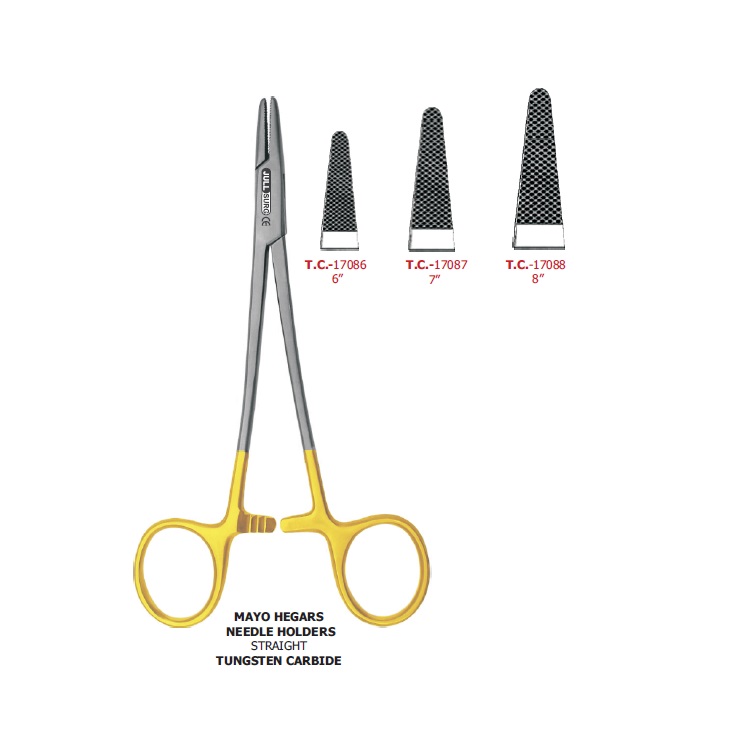 JULL SURG CE
T.C.-17086
6”
T.C.-17087
7”
T.C.-17088
8”
MAYO HEGARS
NEEDLE HOLDERS
STRAIGHT
TUNGSTEN CARBIDE